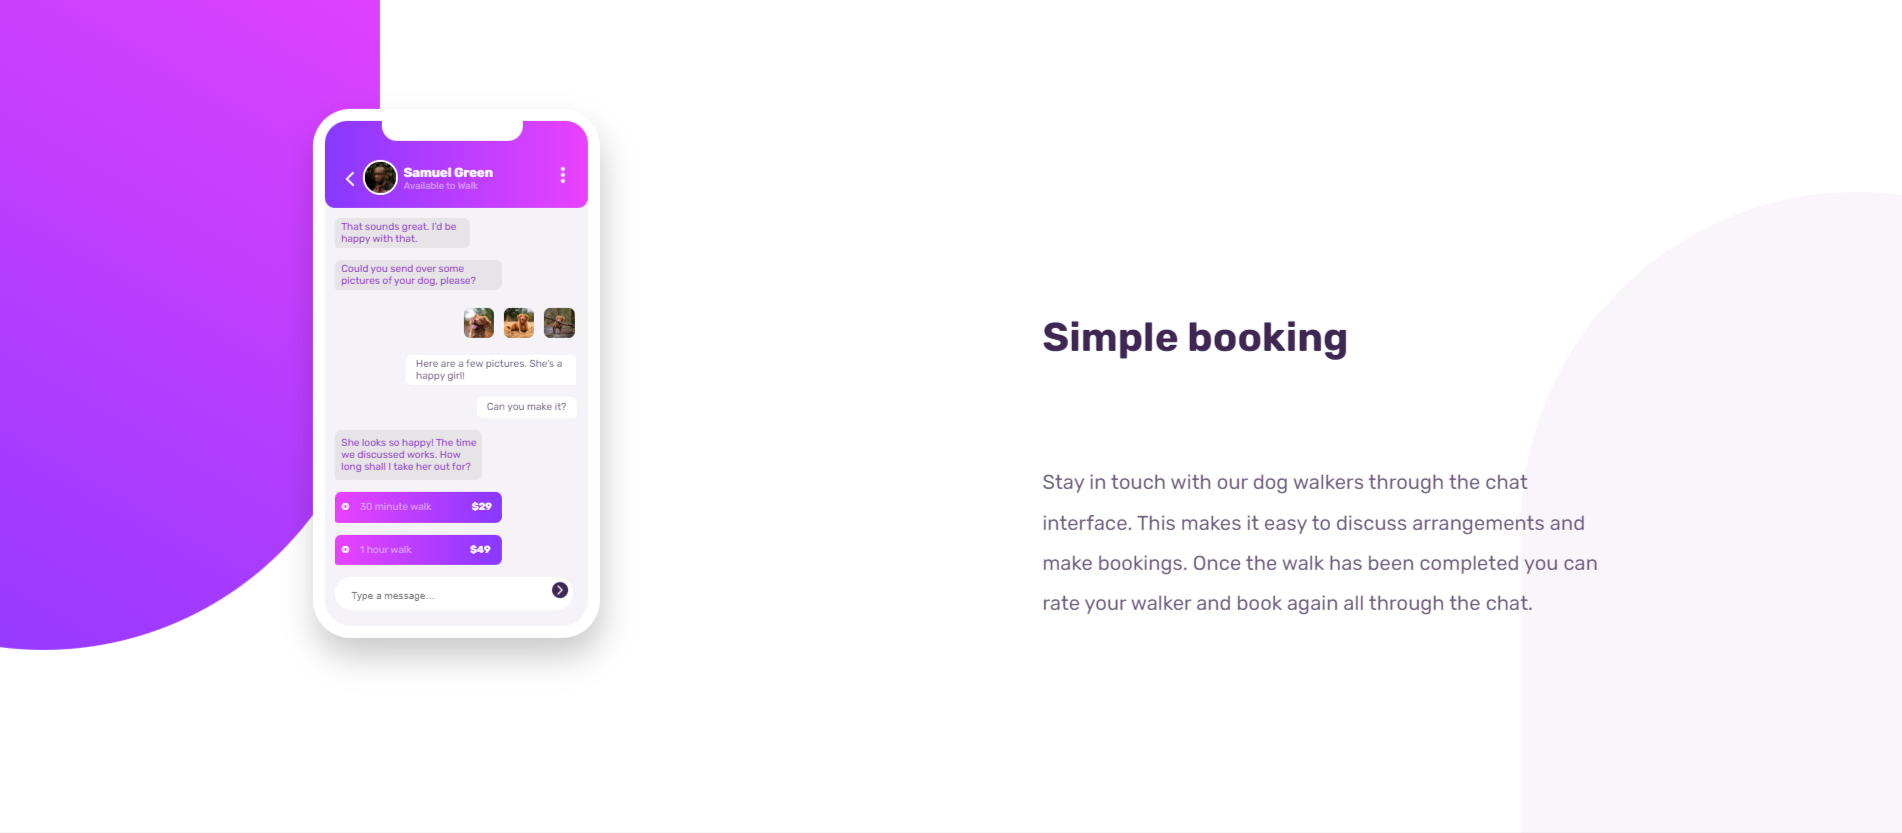 Samuel Green
Available to Walk
That sounds great. I'd be
happy with that.
Could you send over some
pictures of your dog, please?
Here are a few pictures. She's a
happy girl!
Can you make it?
She looks so happy! The time
we discussed works. How
long shall I take her out for?
30 minute walk $29
1 hour walk $49
Type a message...
Simple booking
Stay in touch with our dog walkers through the chat
interface. This makes it easy to discuss arrangements and
make bookings. Once the walk has been completed you can
rate your walker and book again all through the chat.